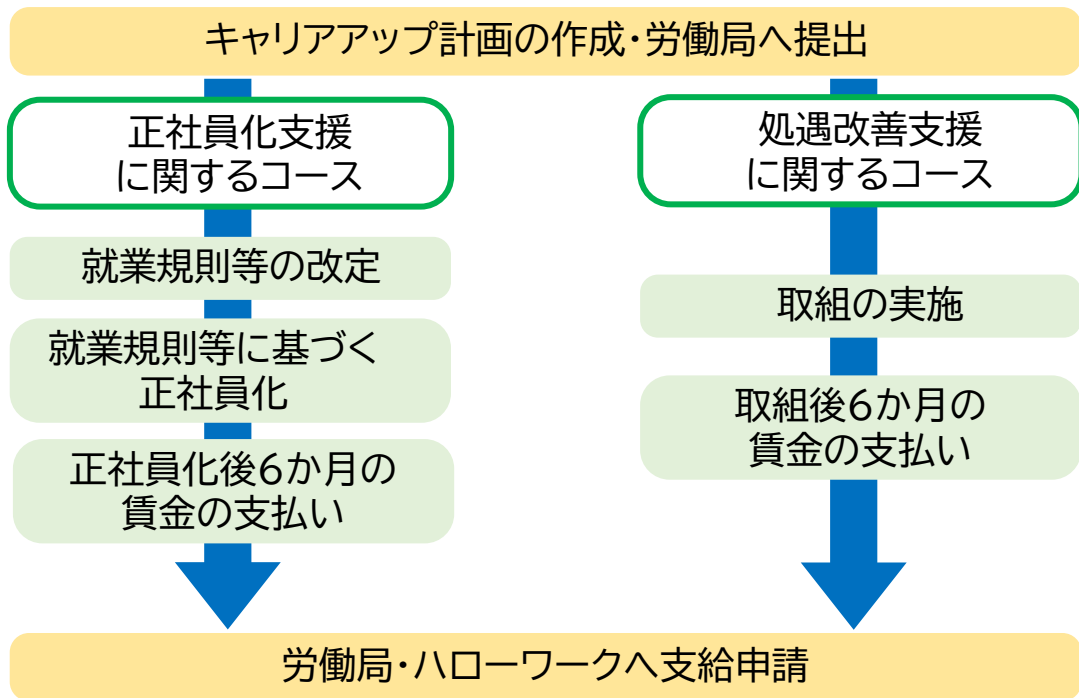 キャリアアップ計画の作成・労働局へ提出
正社員化支援
に関するコース
就業規則等の改定
就業規則等に基づく
正社員化
正社員化後6か月の
賃金の支払い
処遇改善支援
に関するコース
取組の実施
取組後6か月の
賃金の支払い
労働局・ハローワークへ支給申請